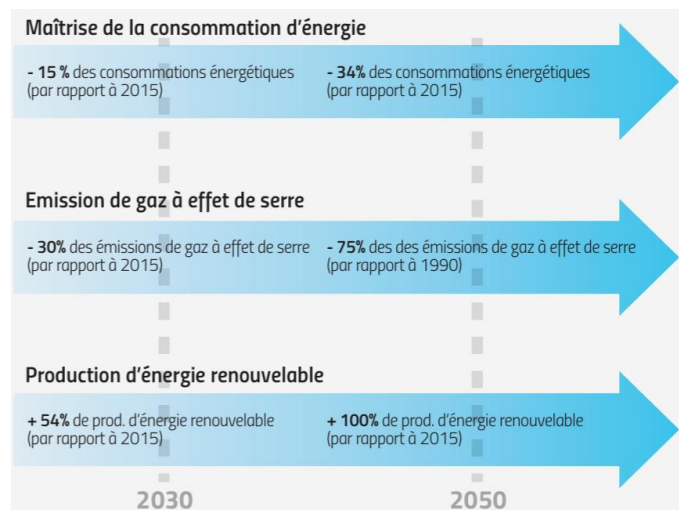 Maîtrise de la consommation d'énergie
- 15 % des consommations énergétiques
(par rapport à 2015)
- 34% des consommations énergétiques
(par rapport à 2015)
Emission de gaz à effet de serre
- 30% des émissions de gaz à effet de serre
(par rapport à 2015)
- 75% des des émissions de gaz à effet de serre
(par rapport à 1990)
Production d'énergie renouvelable
+ 54% de prod. d'énergie renouvelable
(par rapport à 2015)
+ 100% de prod. d'énergie renouvelable
(par rapport à 2015)
2030
2050